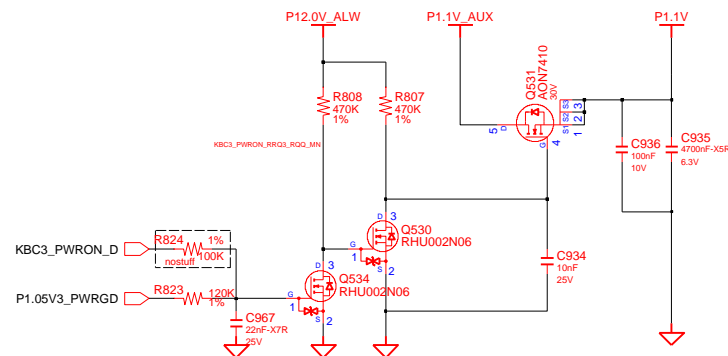 P12.0V_ALW
P1.1V_AUX
P1.1V
Q531
AON7410
30V
R808
470K
1%
R807
470K
1%
5
D
S3
S2
S1
3
2
1
G
4
KBC3_PWRON_RRQ3_RQQ_MN
C936
100nF
10V
C935
4700nF-X5R
6.3V
D
3
G
1
S
2
Q530
RHU002N06
KBC3_PWRON_D
R824
1%
100K
nostuff
D
3
Q534
RHU002N06
G
1
S
2
C934
10nF
25V
P1.05V3_PWRGD
R823
120K
1%
C967
22nF-X7R
25V